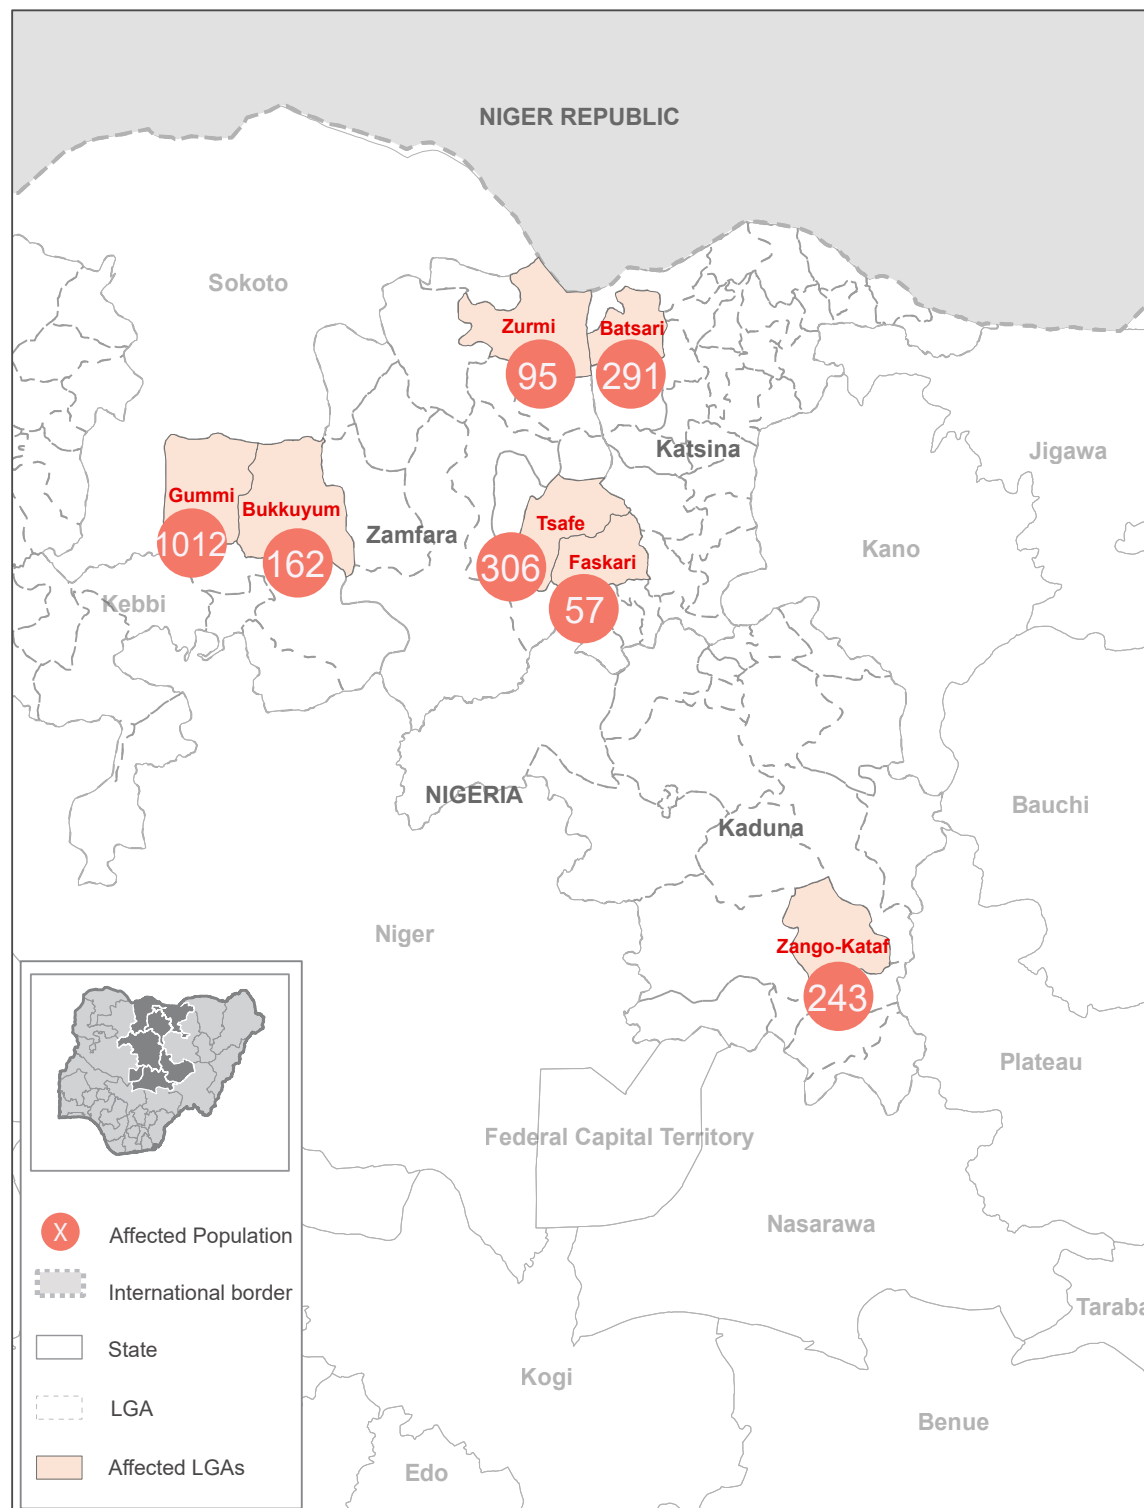 NIGER REPUBLIC
Sokoto
Zurmi
Batsari
95
291
Katsina
Jigawa
Gummi
Bukkuyum
Tsafe
Zamfara
Kano
1012
162
306
Faskari
57
Kebbi
NIGERIA
Bauchi
Kaduna
Niger
Zango-Kataf
243
Plateau
Federal Capital Territory
Nasarawa
Taraba
Kogi
Benue
Edo
X Affected Population
International border
State
LGA
Affected LGAs